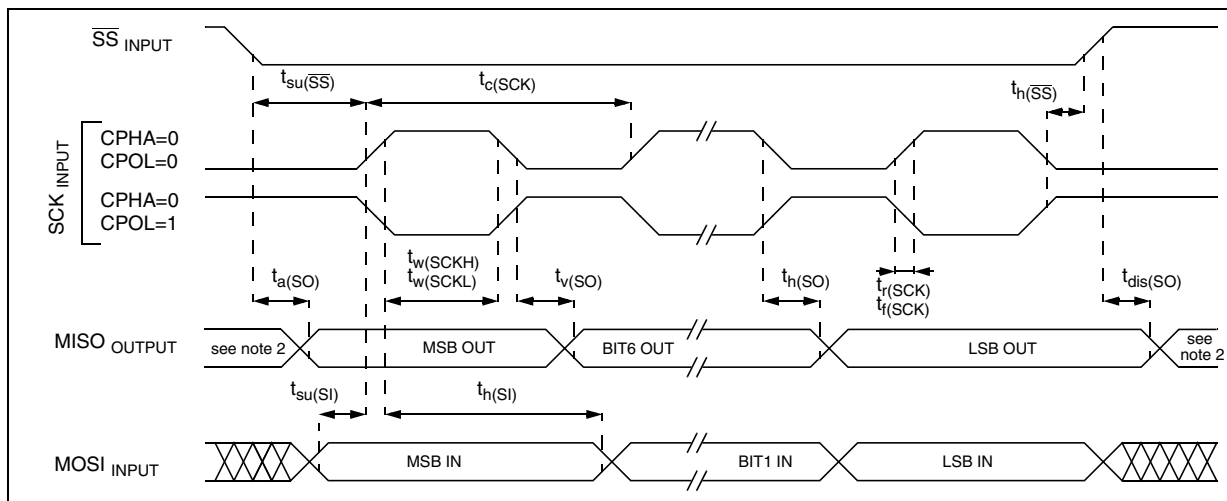 SS INPUT
tsu(SS)
tc(SCK)
th(SS)
SCK INPUT
CPHA=0
CPOL=0
CPHA=0
CPOL=1
tw(SCKH)
tw(SCKL)
ta(SO)
tv(SO)
th(SO)
tr(SCK)
tf(SCK)
tdis(SO)
MISO OUTPUT
see note 2
MSB OUT
BIT6 OUT
LSB OUT
see
note 2
tsu(SI)
th(SI)
MOSI INPUT
MSB IN
BIT1 IN
LSB IN